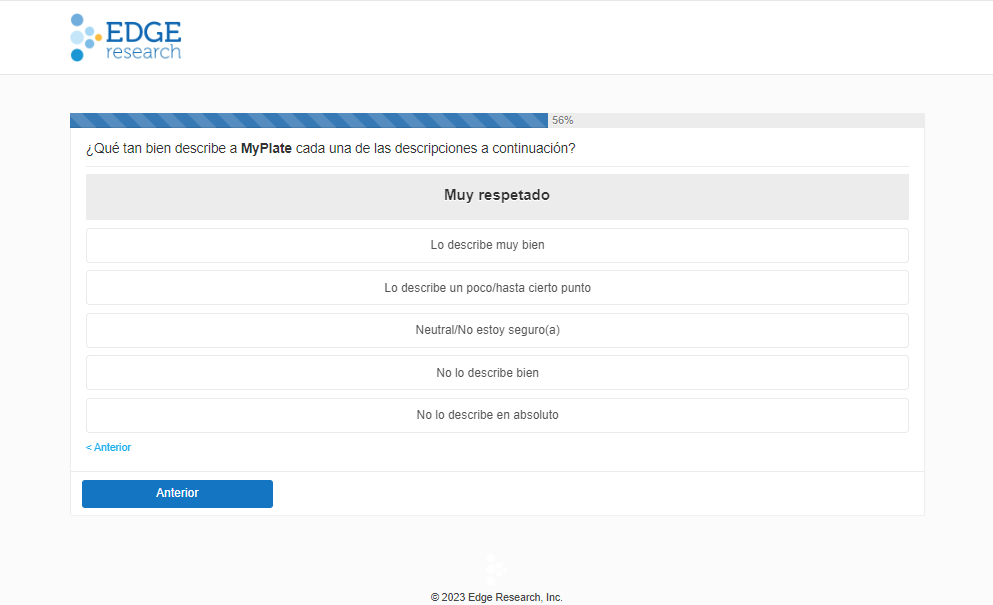 EDGE
research
56%
¿Qué tan bien describe a MyPlate cada una de las descripciones a continuación?
Muy respetado
Lo describe muy bien
Lo describe un poco/hasta cierto punto
Neutral/No estoy seguro(a)
No lo describe bien
No lo describe en absoluto
< Anterior
Anterior
© 2023 Edge Research, Inc.